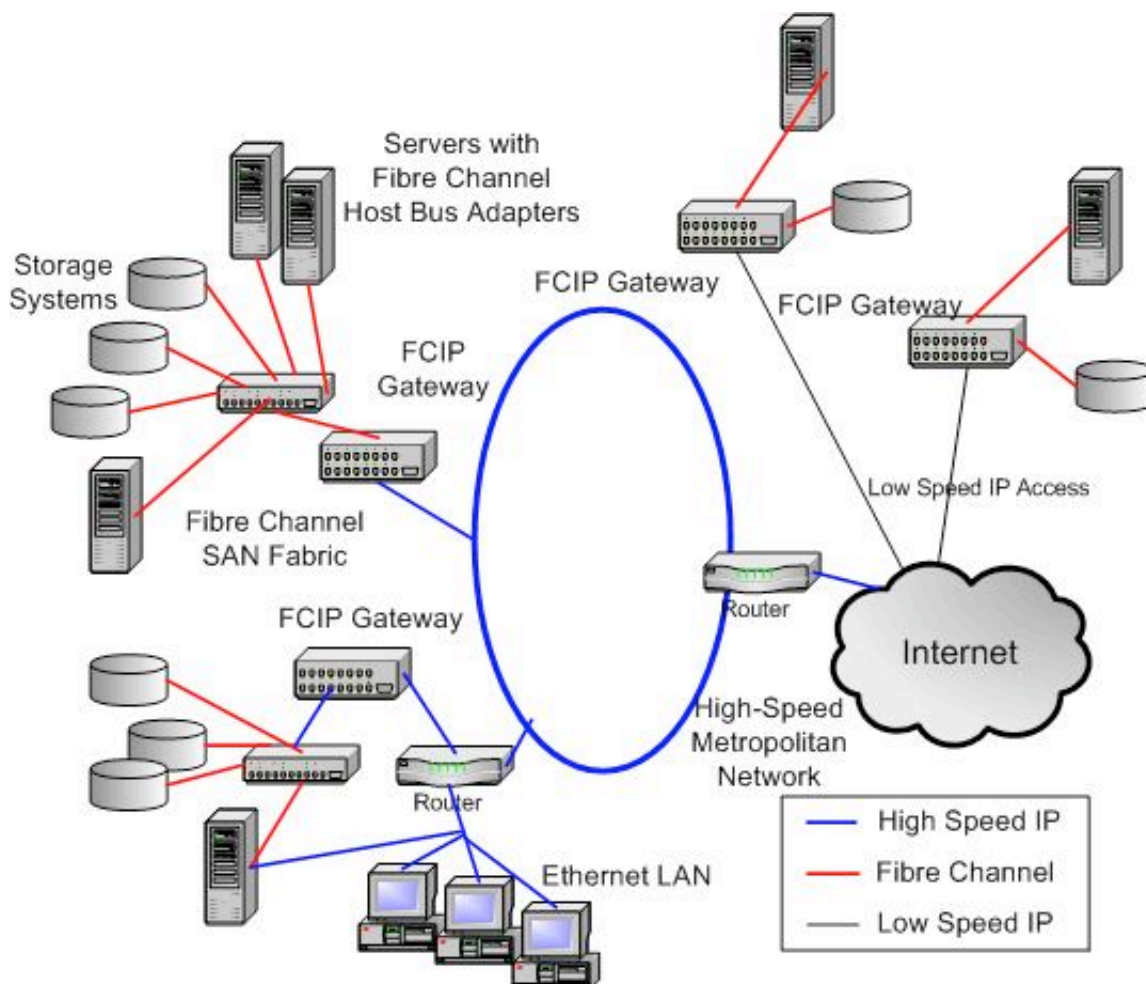 Servers with
Fibre Channel
Host Bus Adapters
Storage
Systems
FCIP Gateway
FCIP Gateway
FCIP
Gateway
Low Speed IP Access
Fibre Channel
SAN Fabric
Router
FCIP Gateway
Internet
High-Speed
Metropolitan
Network
Router
Ethernet LAN
High Speed IP
Fibre Channel
Low Speed IP